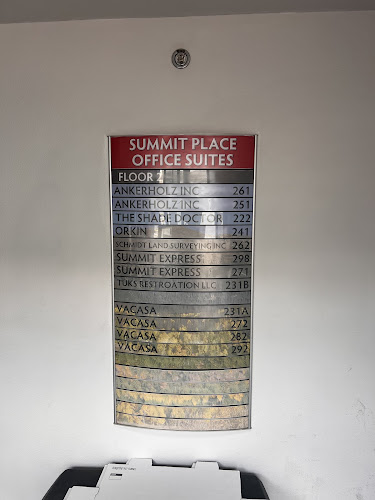 SUMMIT PLACE
OFFICE SUITES
FLOOR 2
ANKERHOLZ INC 261
ANKERHOLZ INC 251
THE SHADE DOCTOR 222
ORKIN 241
SCHMIDT LAND SURVEYING INC 262
SUMMIT EXPRESS 298
SUMMIT EXPRESS 271
TUKS RESTROATION LLC 231B
VACASA 231A
VACASA 272
VACASA 282
VACASA 292